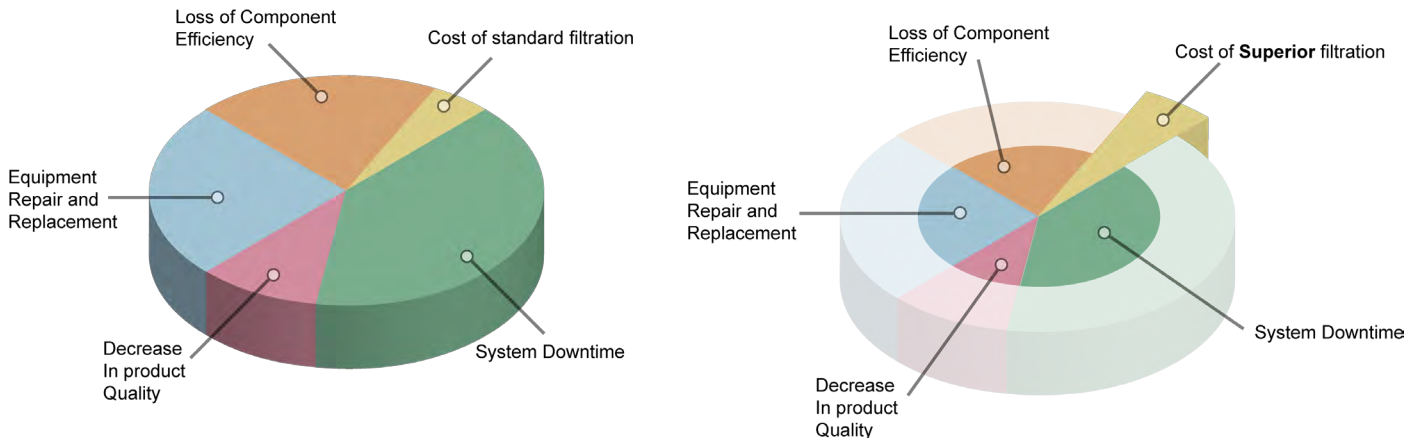 Loss of Component
Efficiency
Cost of standard filtration
Equipment
Repair and
Replacement
Decrease
In product
Quality
System Downtime
Loss of Component
Efficiency
Cost of Superior filtration
Equipment
Repair and
Replacement
Decrease
In product
Quality
System Downtime